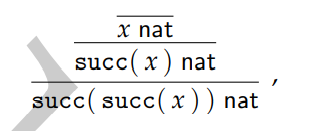 x nat
succ( x ) nat
succ( succ( x ) ) nat ,